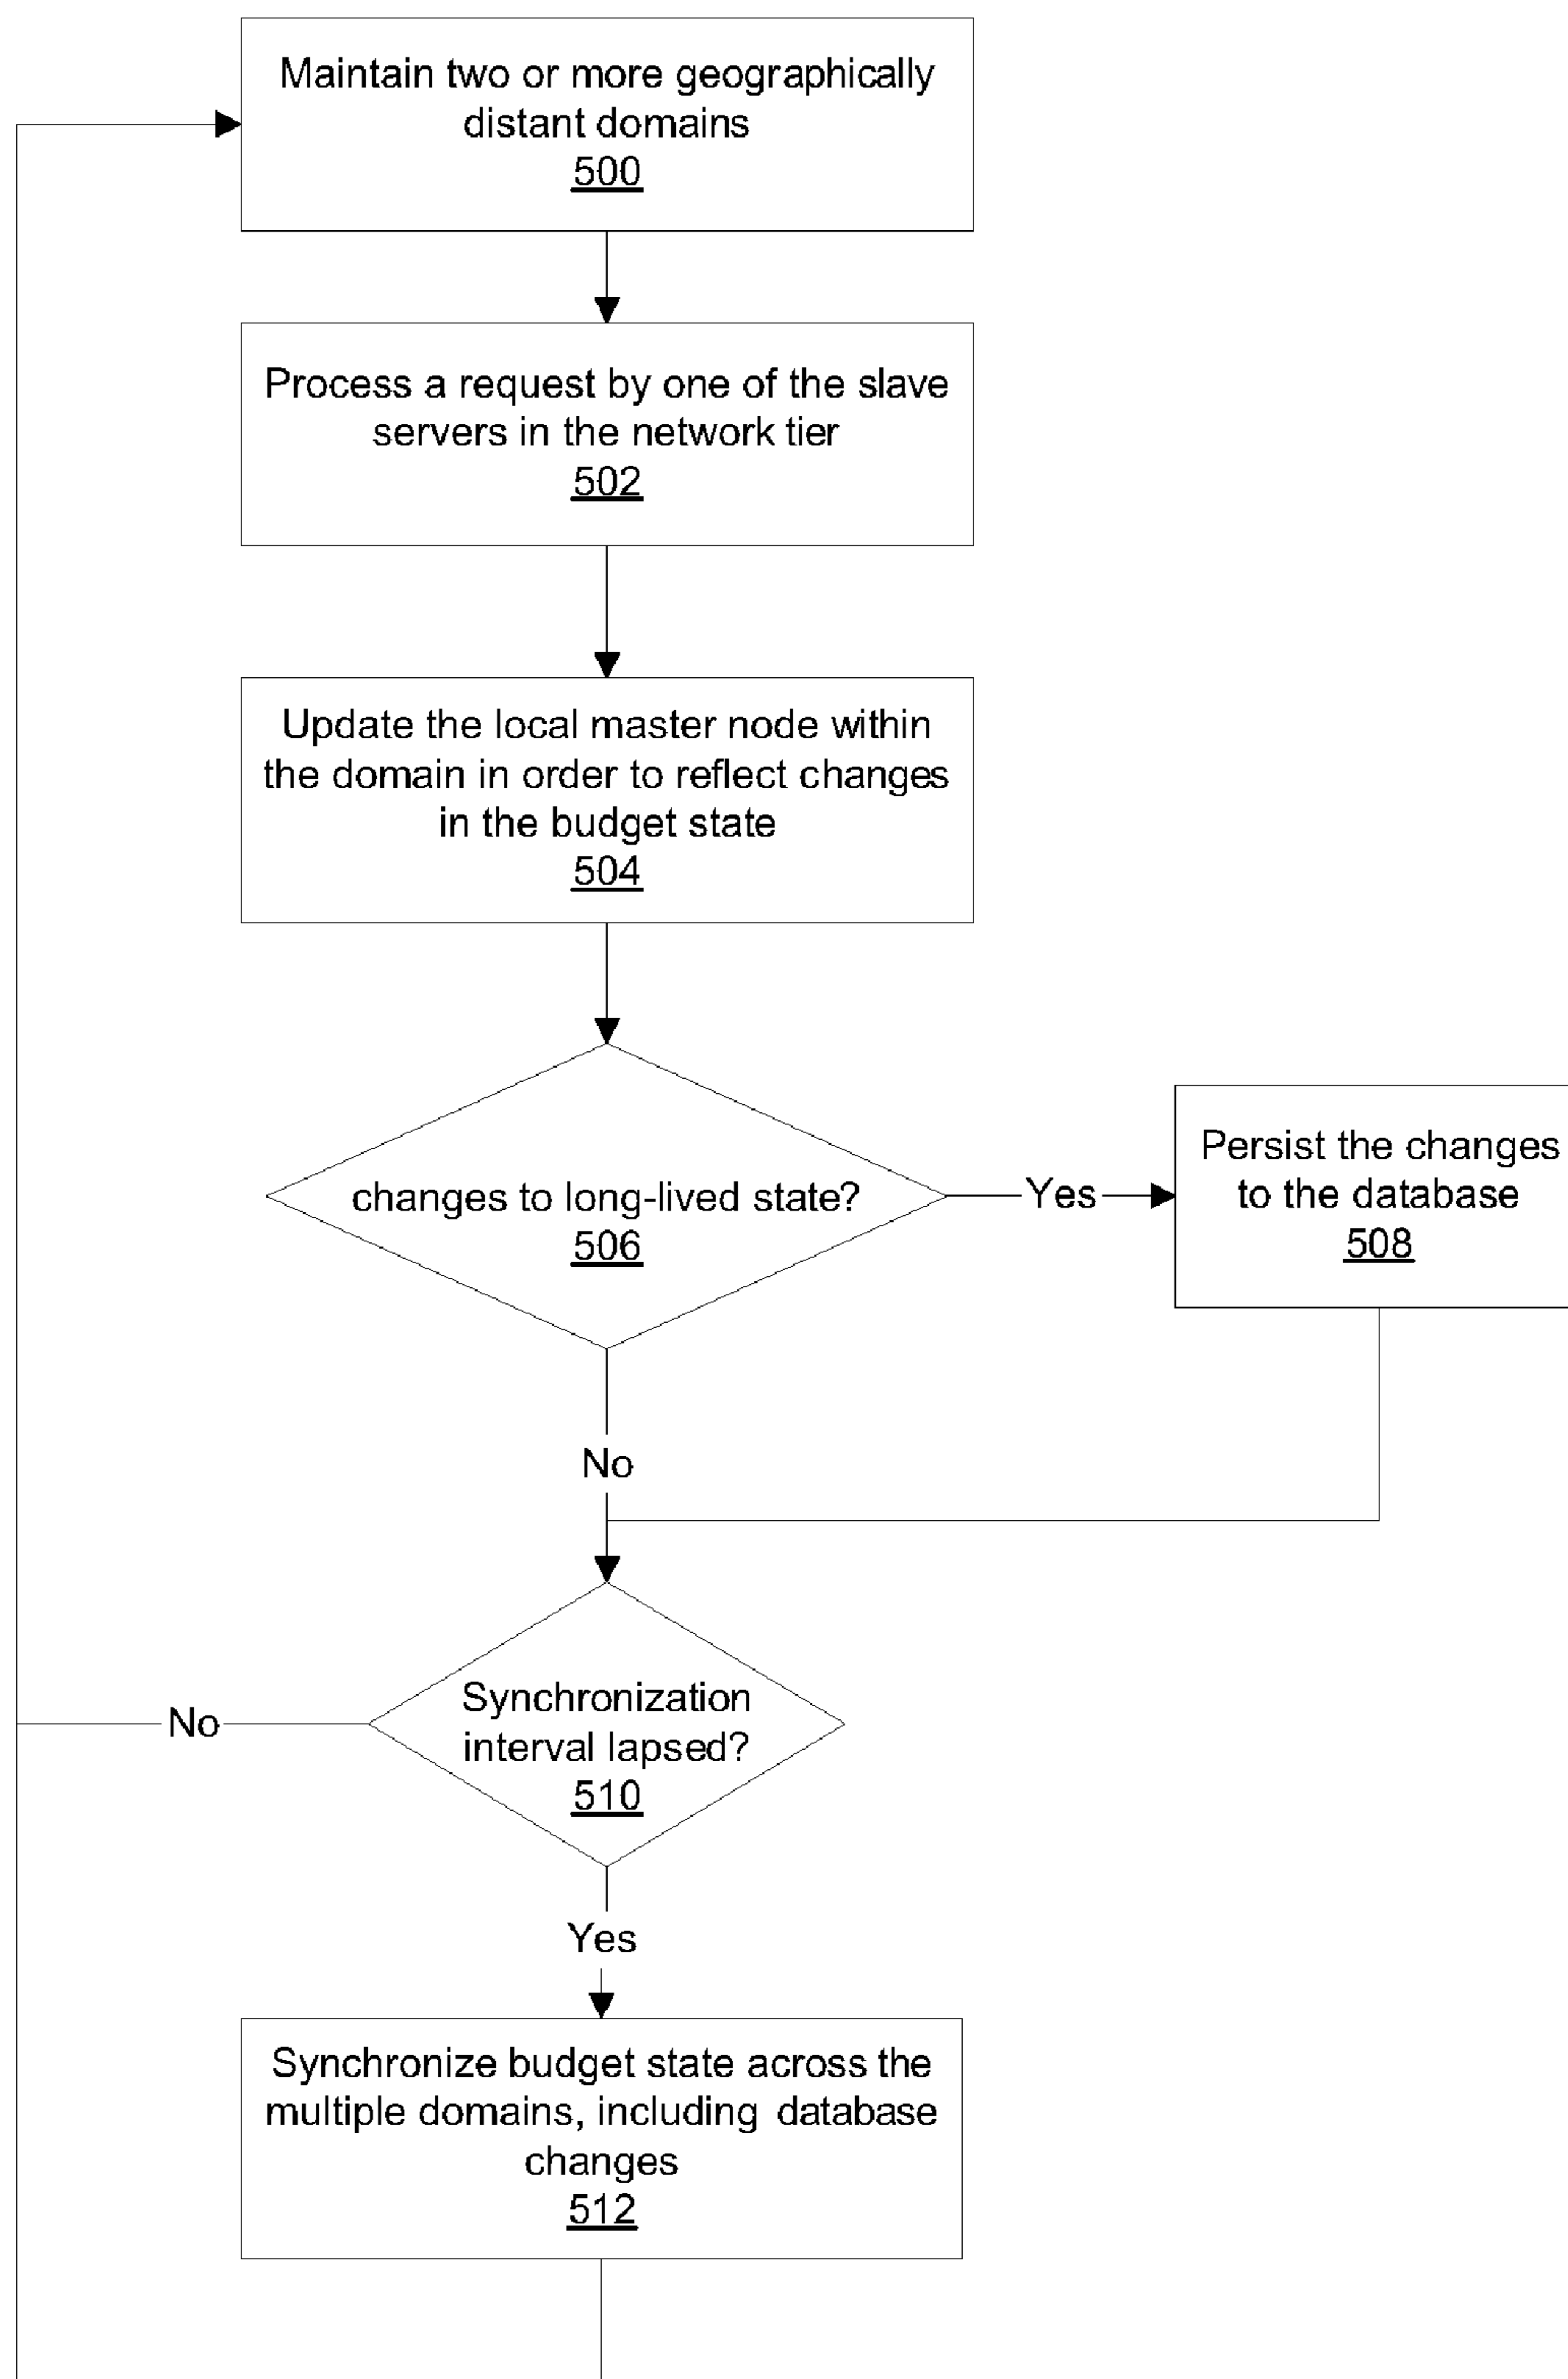 Maintain two or more geographically
distant domains
500
Process a request by one of the slave
servers in the network tier
502
Update the local master node within
the domain in order to reflect changes
in the budget state
504
changes to long-lived state?
506
Yes
Persist the changes
to the database
508
No
Synchronization
interval lapsed?
510
No
Yes
Synchronize budget state across the
multiple domains, including database
changes
512